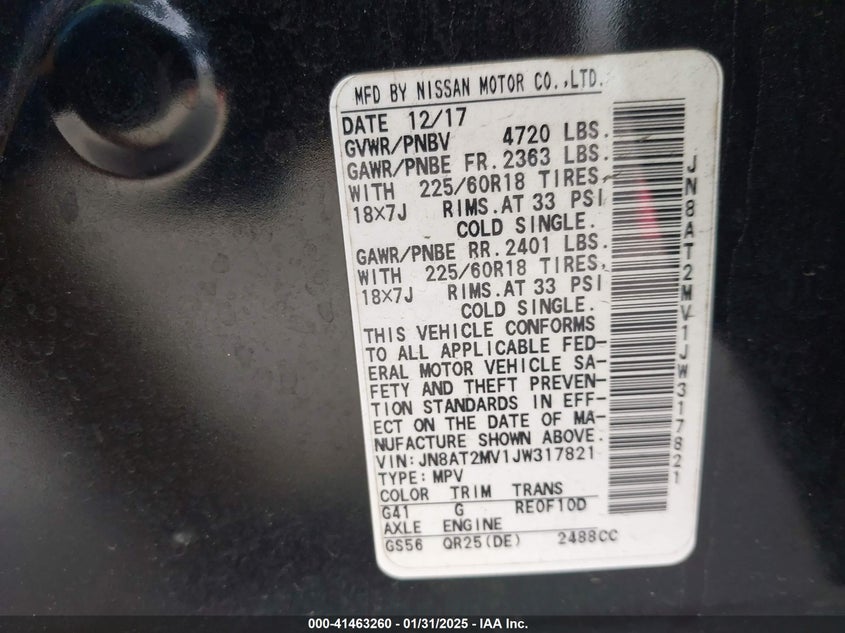 MFD BY NISSAN MOTOR CO.,LTD.
DATE 12/17
GVWR/PNBV 4720 LBS.
GAWR/PNBE FR. 2363 LBS.
WITH 225/60R18 TIRES,
18X7J RIMS.AT 33 PSI
COLD SINGLE.
GAWR/PNBE RR. 2401 LBS.
WITH 225/60R18 TIRES,
18X7J RIMS.AT 33 PSI
COLD SINGLE.
THIS VEHICLE CONFORMS
TO ALL APPLICABLE FED-
ERAL MOTOR VEHICLE SA-
FETY AND THEFT PREVEN-
TION STANDARDS IN EFF-
ECT ON THE DATE OF MA-
NUFACTURE SHOWN ABOVE.
VIN:JN8AT2MV1JW317821
TYPE:MPV
COLOR TRIM TRANS
G41 G RE0F10D
AXLE ENGINE
GS56 QR25(DE) 2488CC
JN8AT2MV1JW317821
000-41463260 - 01/31/2025 - IAA Inc.